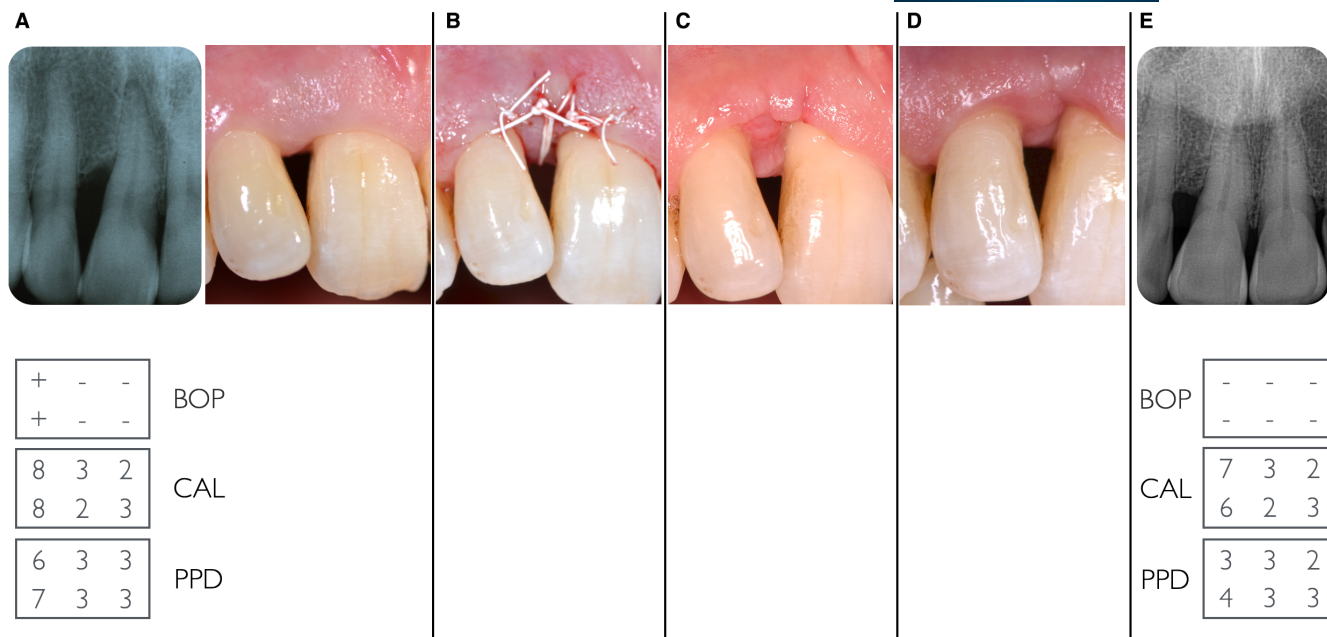 A
B
C
D
E
+ - -
+ - -
BOP
8 3 2
8 2 3
CAL
6 3 3
7 3 3
PPD
BOP
- - -
- - -
CAL
7 3 2
6 2 3
PPD
3 3 2
4 3 3